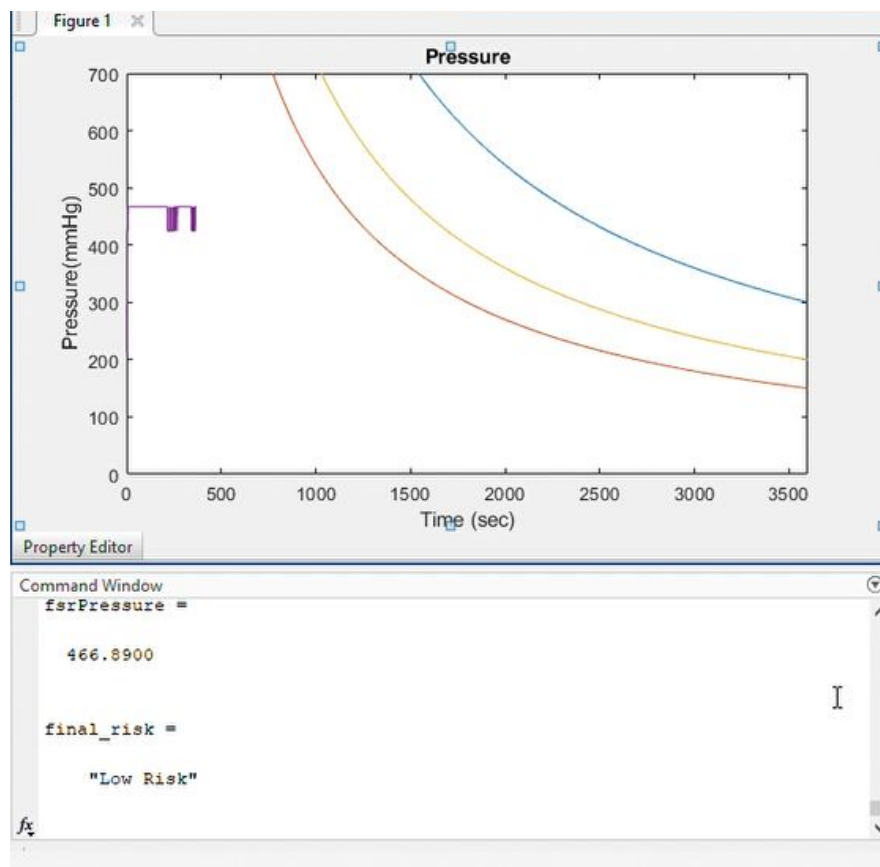 Figure 1
Pressure
700
600
500
400
300
200
100
0
Pressure(mmHg)
0 500 1000 1500 2000 2500 3000 3500
Time (sec)
Property Editor
Command Window
fsrPressure =
466.8900
final_risk =
"Low Risk"
fx